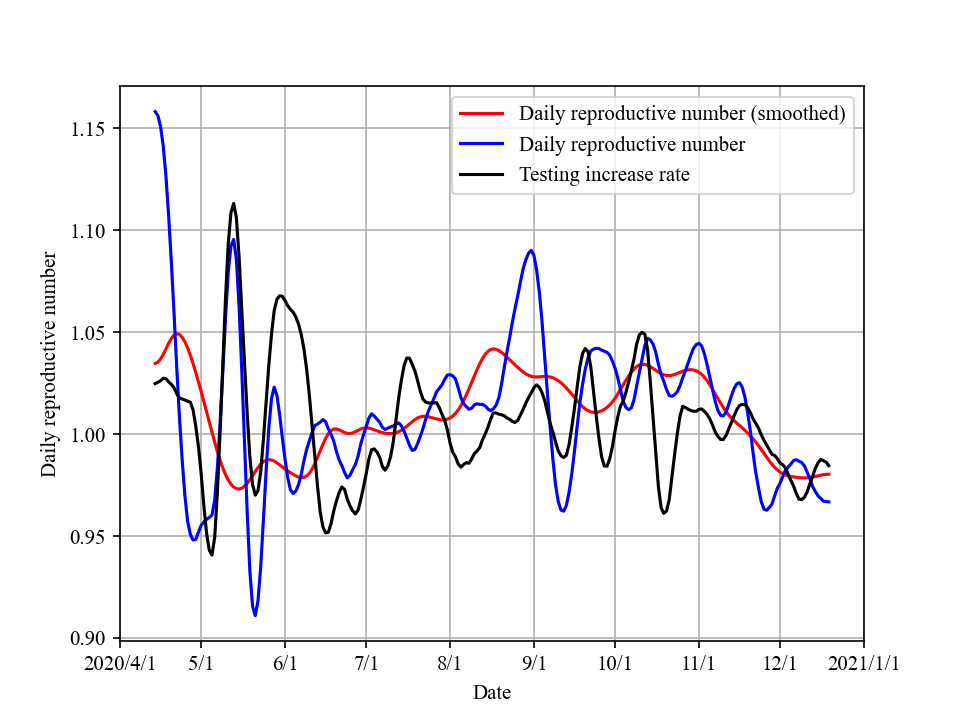 Daily reproductive number (smoothed)
Daily reproductive number
Testing increase rate
Daily reproductive number
1.15
1.10
1.05
1.00
0.95
0.90
2020/4/1 5/1 6/1 7/1 8/1 9/1 10/1 11/1 12/1 2021/1/1
Date